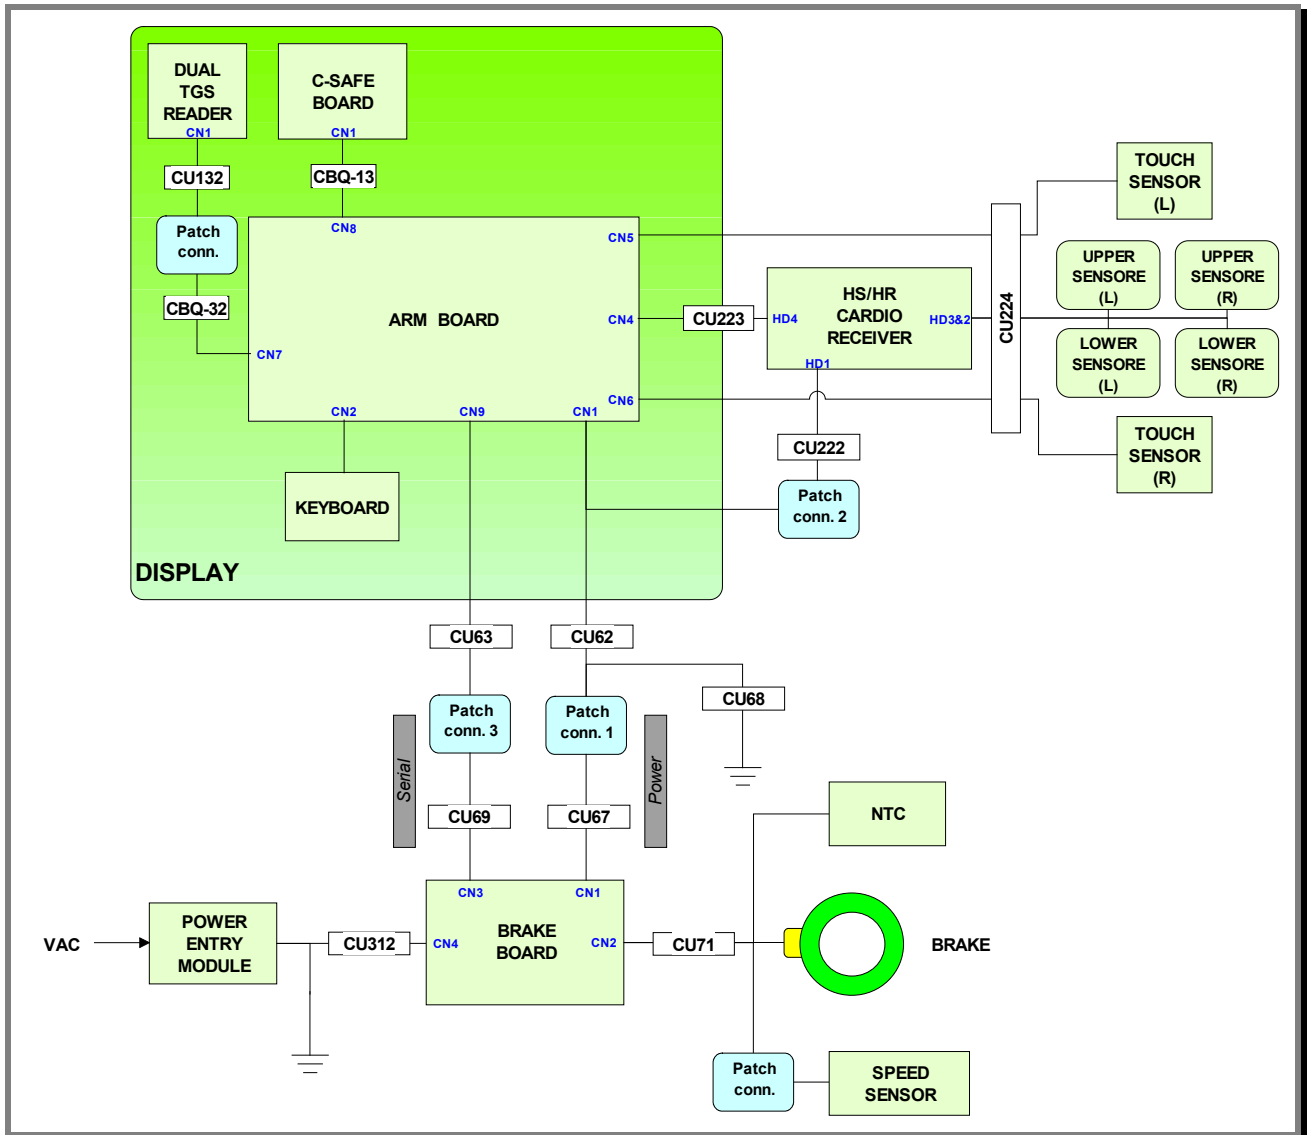 DUAL
TGS
READER
CN1
C-SAFE
BOARD
CN1
CU132
CBQ-13
Patch
conn.
CBQ-32
CN8
CN5
ARM BOARD
CN4
CN7
CN6
CN2
CN9
CN1
KEYBOARD
DISPLAY
CU223
HS/HR
CARDIO
RECEIVER
HD4
HD3&2
HD1
CU222
Patch
conn. 2
CU224
TOUCH
SENSOR
(L)
UPPER
SENSORE
(L)
UPPER
SENSORE
(R)
LOWER
SENSORE
(L)
LOWER
SENSORE
(R)
TOUCH
SENSOR
(R)
CU63
CU62
CU68
Patch
conn. 3
Patch
conn. 1
Serial
Power
CU69
CU67
NTC
CN3
CN1
BRAKE
BOARD
CN4
CN2
VAC
POWER
ENTRY
MODULE
CU312
CU71
BRAKE
Patch
conn.
SPEED
SENSOR